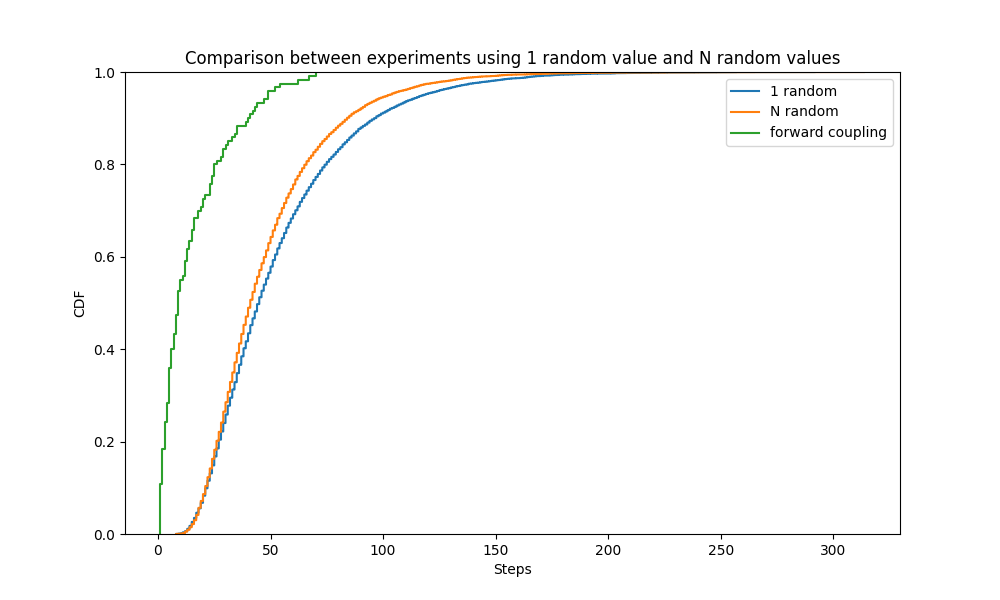 Comparison between experiments using 1 random value and N random values
1.0
0.8
0.6
0.4
0.2
0.0
CDF
1 random
N random
forward coupling
0 50 100 150 200 250 300
Steps